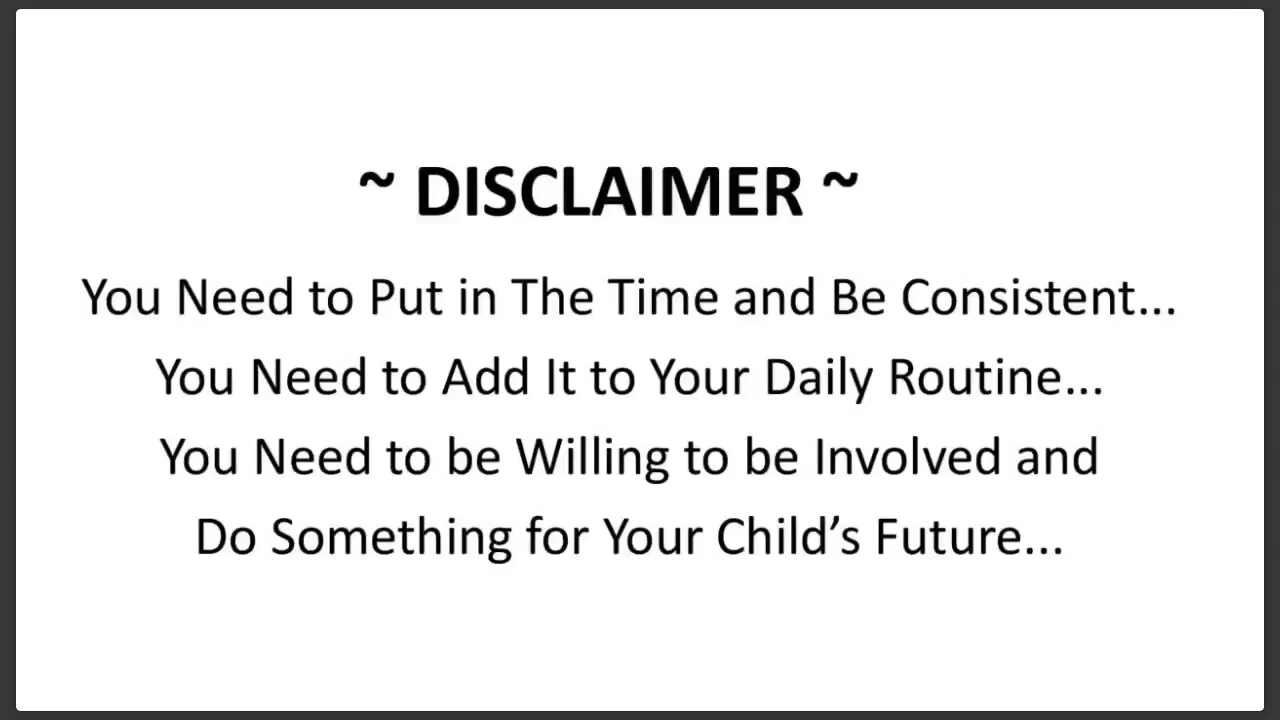 ~ DISCLAIMER ~
You Need to Put in The Time and Be Consistent...
You Need to Add It to Your Daily Routine...
You Need to be Willing to be Involved and
Do Something for Your Child’s Future...